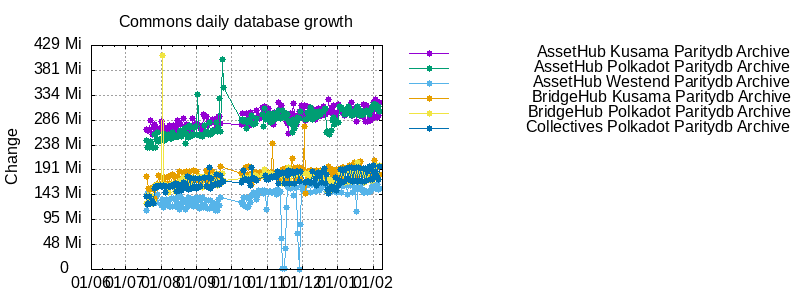 Commons daily database growth
429 Mi
381 Mi
334 Mi
286 Mi
238 Mi
191 Mi
143 Mi
95 Mi
48 Mi
0
Change
01/06 01/07 01/08 01/09 01/10 01/11 01/12 01/01 01/02
AssetHub Kusama Paritydb Archive
AssetHub Polkadot Paritydb Archive
AssetHub Westend Paritydb Archive
BridgeHub Kusama Paritydb Archive
BridgeHub Polkadot Paritydb Archive
Collectives Polkadot Paritydb Archive